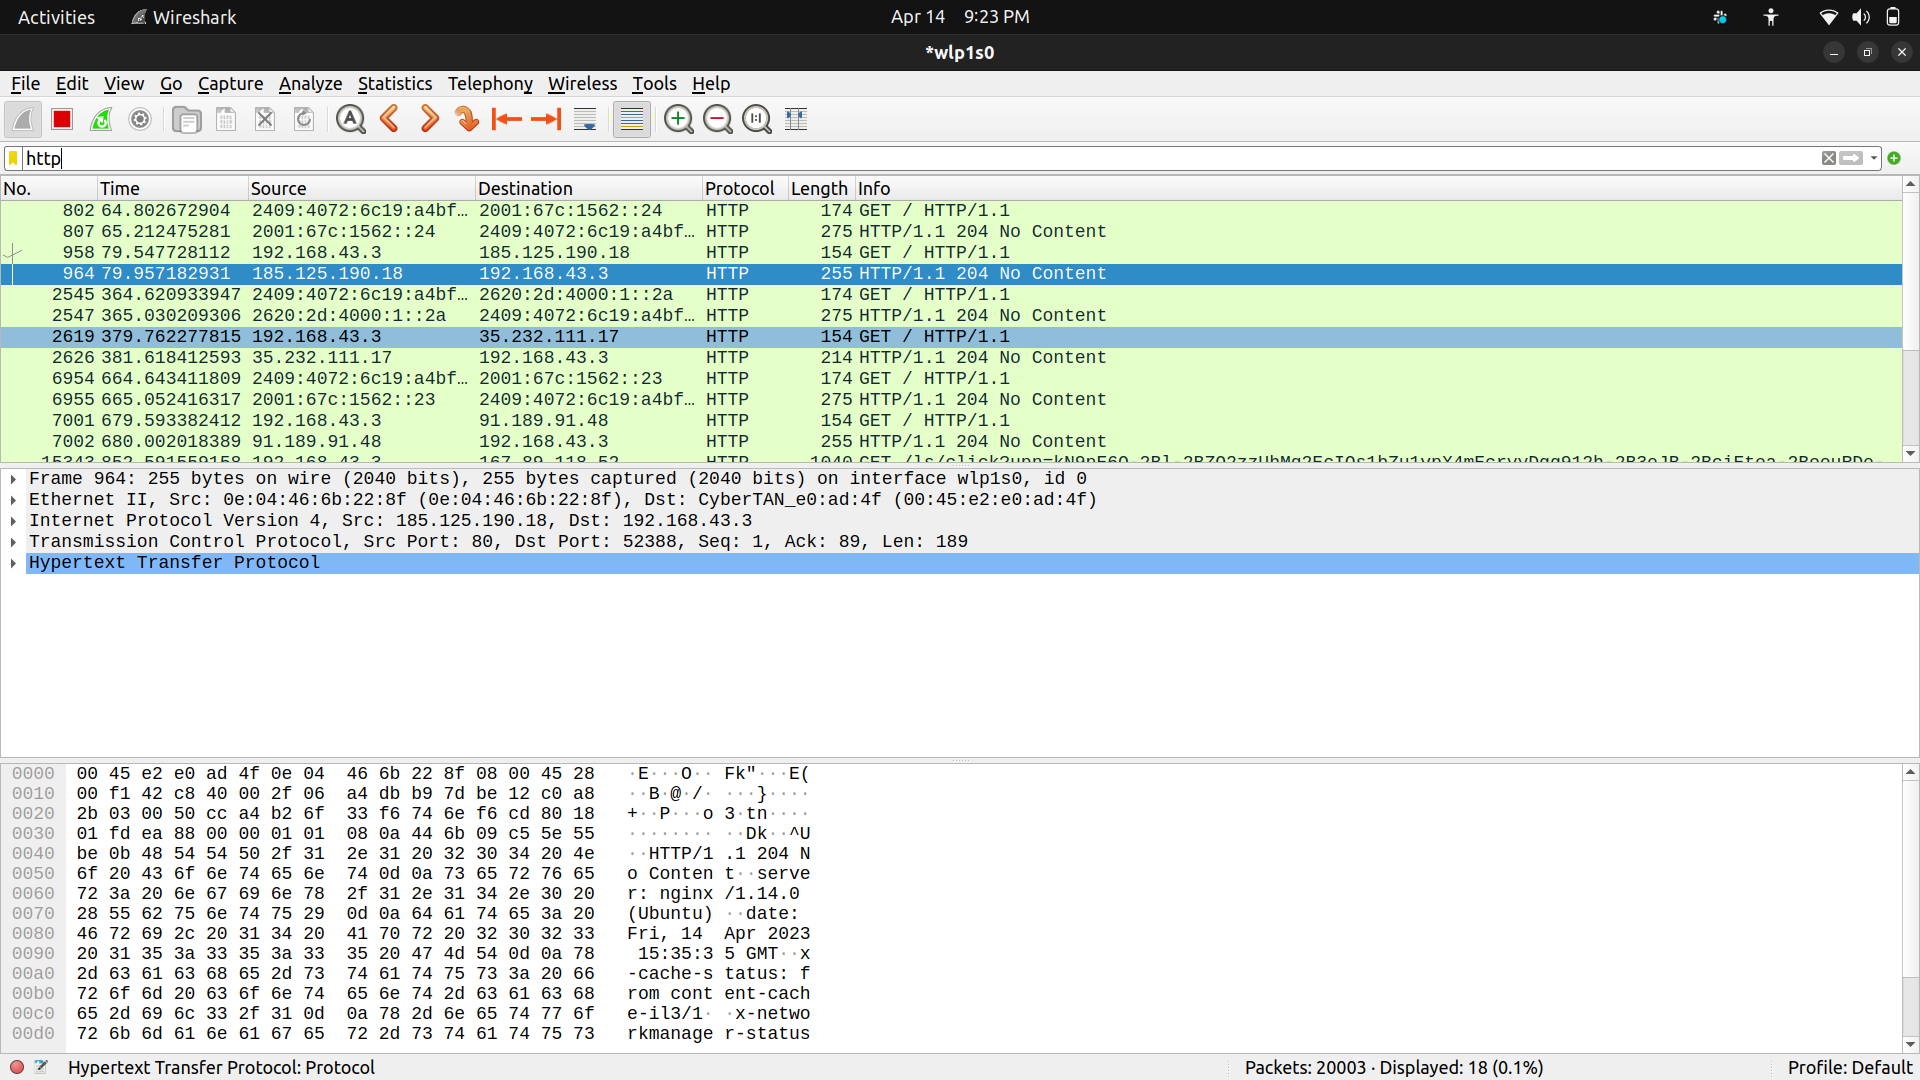 Activities Wireshark Apr 14 9:23 PM
*wlp1s0
File Edit View Go Capture Analyze Statistics Telephony Wireless Tools Help
http
No. Time Source Destination Protocol Length Info
802 64.802672904 2409:4072:6c19:a4bf… 2001:67c:1562::24 HTTP 174 GET / HTTP/1.1
807 65.212475281 2001:67c:1562::24 2409:4072:6c19:a4bf… HTTP 275 HTTP/1.1 204 No Content
958 79.547728112 192.168.43.3 185.125.190.18 HTTP 154 GET / HTTP/1.1
964 79.957182931 185.125.190.18 192.168.43.3 HTTP 255 HTTP/1.1 204 No Content
2545 364.620933947 2409:4072:6c19:a4bf… 2620:2d:4000:1::2a HTTP 174 GET / HTTP/1.1
2547 365.030209306 2620:2d:4000:1::2a 2409:4072:6c19:a4bf… HTTP 275 HTTP/1.1 204 No Content
2619 379.762277815 192.168.43.3 35.232.111.17 HTTP 154 GET / HTTP/1.1
2626 381.618412593 35.232.111.17 192.168.43.3 HTTP 214 HTTP/1.1 204 No Content
6954 664.643411809 2409:4072:6c19:a4bf… 2001:67c:1562::23 HTTP 174 GET / HTTP/1.1
6955 665.052416317 2001:67c:1562::23 2409:4072:6c19:a4bf… HTTP 275 HTTP/1.1 204 No Content
7001 679.593382412 192.168.43.3 91.189.91.48 HTTP 154 GET / HTTP/1.1
7002 680.002018389 91.189.91.48 192.168.43.3 HTTP 255 HTTP/1.1 204 No Content
15343 852.591559158 192.168.43.3 167.89.118.52 HTTP 1040 GET
Frame 964: 255 bytes on wire (2040 bits), 255 bytes captured (2040 bits) on interface wlp1s0, id 0
Ethernet II, Src: 0e:04:46:6b:22:8f (0e:04:46:6b:22:8f), Dst: CyberTAN_e0:ad:4f (00:45:e2:e0:ad:4f)
Internet Protocol Version 4, Src: 185.125.190.18, Dst: 192.168.43.3
Transmission Control Protocol, Src Port: 80, Dst Port: 52388, Seq: 1, Ack: 89, Len: 189
Hypertext Transfer Protocol
0000 00 45 e2 e0 ad 4f 0e 04 46 6b 22 8f 08 00 45 28 ·E···O·· Fk"···E(
0010 00 f1 42 c8 40 00 2f 06 a4 db b9 7d be 12 c0 a8 ··B·@·/· ···}····
0020 2b 03 00 50 cc a4 b2 6f 33 f6 74 6e f6 cd 80 18 +··P···o 3·tn····
0030 01 fd ea 88 00 00 01 01 08 0a 44 6b 09 c5 5e 55 ········ ··Dk··^U
0040 be 0b 48 54 54 50 2f 31 2e 31 20 32 30 34 20 4e ··HTTP/1 .1 204 N
0050 6f 20 43 6f 6e 74 65 6e 74 0d 0a 73 65 72 76 65 o Conten t··serve
0060 72 3a 20 6e 67 69 6e 78 2f 31 2e 31 34 2e 30 20 r: nginx /1.14.0
0070 28 55 62 75 6e 74 75 29 0d 0a 64 61 74 65 3a 20 (Ubuntu) ··date:
0080 46 72 69 2c 20 31 34 20 41 70 72 20 32 30 32 33 Fri, 14 Apr 2023
0090 20 31 35 3a 33 35 3a 33 35 20 47 4d 54 0d 0a 78 15:35:3 5 GMT··x
00a0 2d 63 61 63 68 65 2d 73 74 61 74 75 73 3a 20 66 -cache-s tatus: f
00b0 72 6f 6d 20 63 6f 6e 74 65 6e 74 2d 63 61 63 68 rom cont ent-cach
00c0 65 2d 69 6c 33 2f 31 0d 0a 78 2d 6e 65 74 77 6f e-il3/1· ·x-netwo
00d0 72 6b 6d 61 6e 61 67 65 72 2d 73 74 61 74 75 73 rkmanage r-status
Hypertext Transfer Protocol: Protocol Packets: 20003 · Displayed: 18 (0.1%) Profile: Default